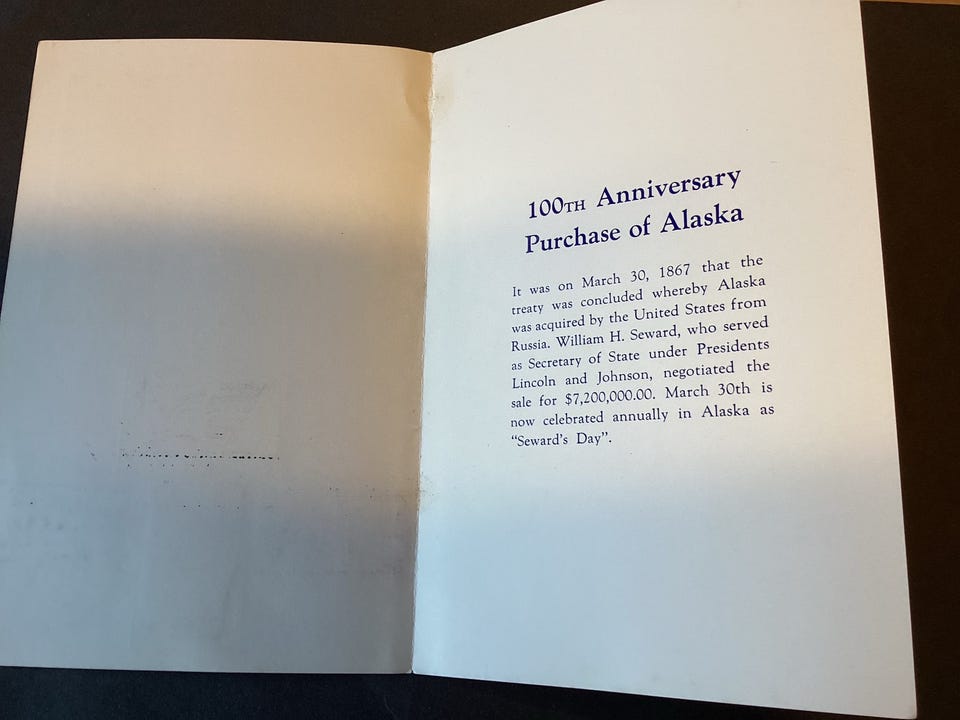 100TH Anniversary
Purchase of Alaska
It was on March 30, 1867 that the
treaty was concluded whereby Alaska
was acquired by the United States from
Russia. William H. Seward, who served
as Secretary of State under Presidents
Lincoln and Johnson, negotiated the
sale for $7,200,000.00. March 30th is
now celebrated annually in Alaska as
“Seward’s Day”.